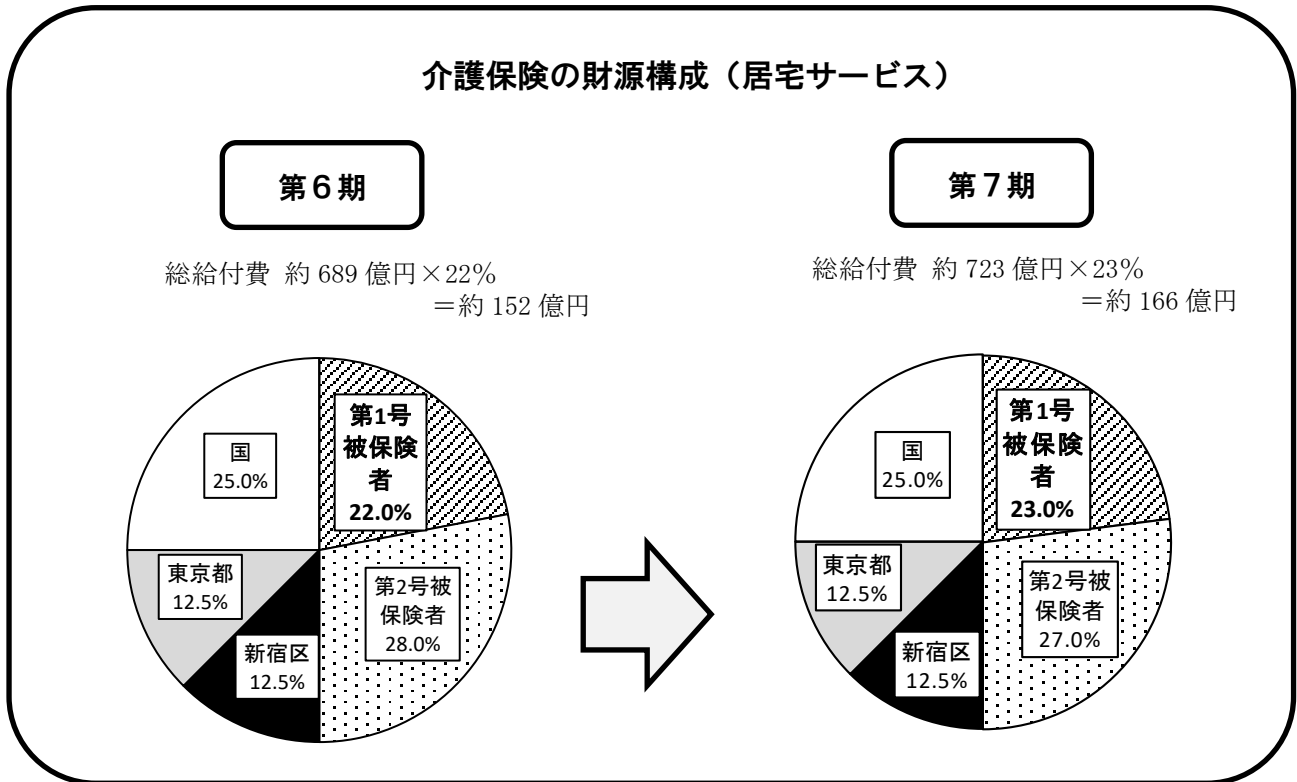 介護保険の財源構成（居宅サービス）
第６期
総給付費 約 689 億円×22％
＝約 152 億円
第1号
被保険
者
22.0%
国
25.0%
東京都
12.5%
第2号被
保険者
28.0%
新宿区
12.5%
第７期
総給付費 約 723 億円×23％
＝約 166 億円
第1号
被保険
者
23.0%
国
25.0%
東京都
12.5%
第2号被
保険者
27.0%
新宿区
12.5%